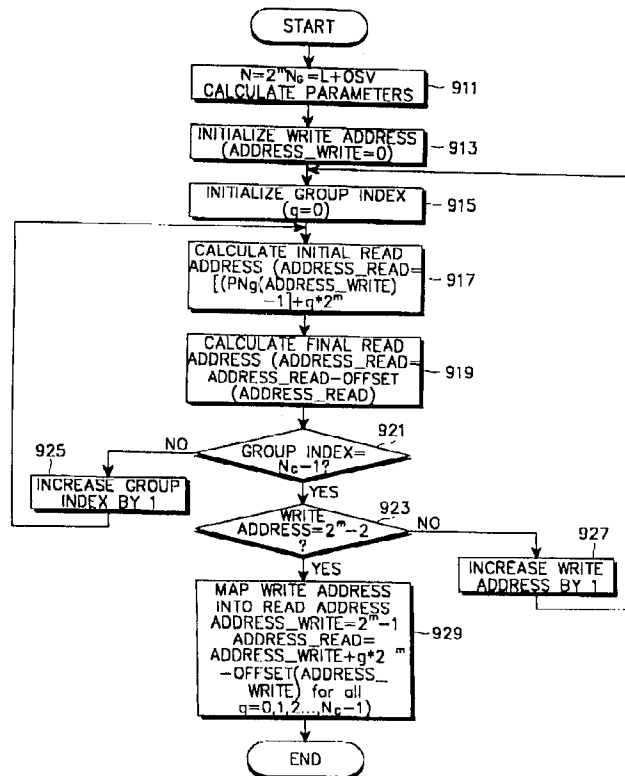 START
N=2^m N_G=L+OSV
CALCULATE PARAMETERS
911
INITIALIZE WRITE ADDRESS
(ADDRESS_WRITE=0)
913
INITIALIZE GROUP INDEX
(g=0)
915
CALCULATE INITIAL READ
ADDRESS (ADDRESS_READ=
[(PNg(ADDRESS_WRITE)
-1]+g*2^m
917
CALCULATE FINAL READ
ADDRESS (ADDRESS_READ=
ADDRESS_READ-OFFSET
(ADDRESS_READ)
919
921
GROUP INDEX=
N_G-1?
NO
925
INCREASE GROUP
INDEX BY 1
YES
923
WRITE
ADDRESS=2^m-2
?
NO
927
INCREASE WRITE
ADDRESS BY 1
YES
MAP WRITE ADDRESS
INTO READ ADDRESS
ADDRESS_WRITE=2^m-1
ADDRESS_READ=
ADDRESS_WRITE+g*2^m
-OFFSET(ADDRESS_
WRITE) for all
g=0,1,2...,N_G-1)
929
END